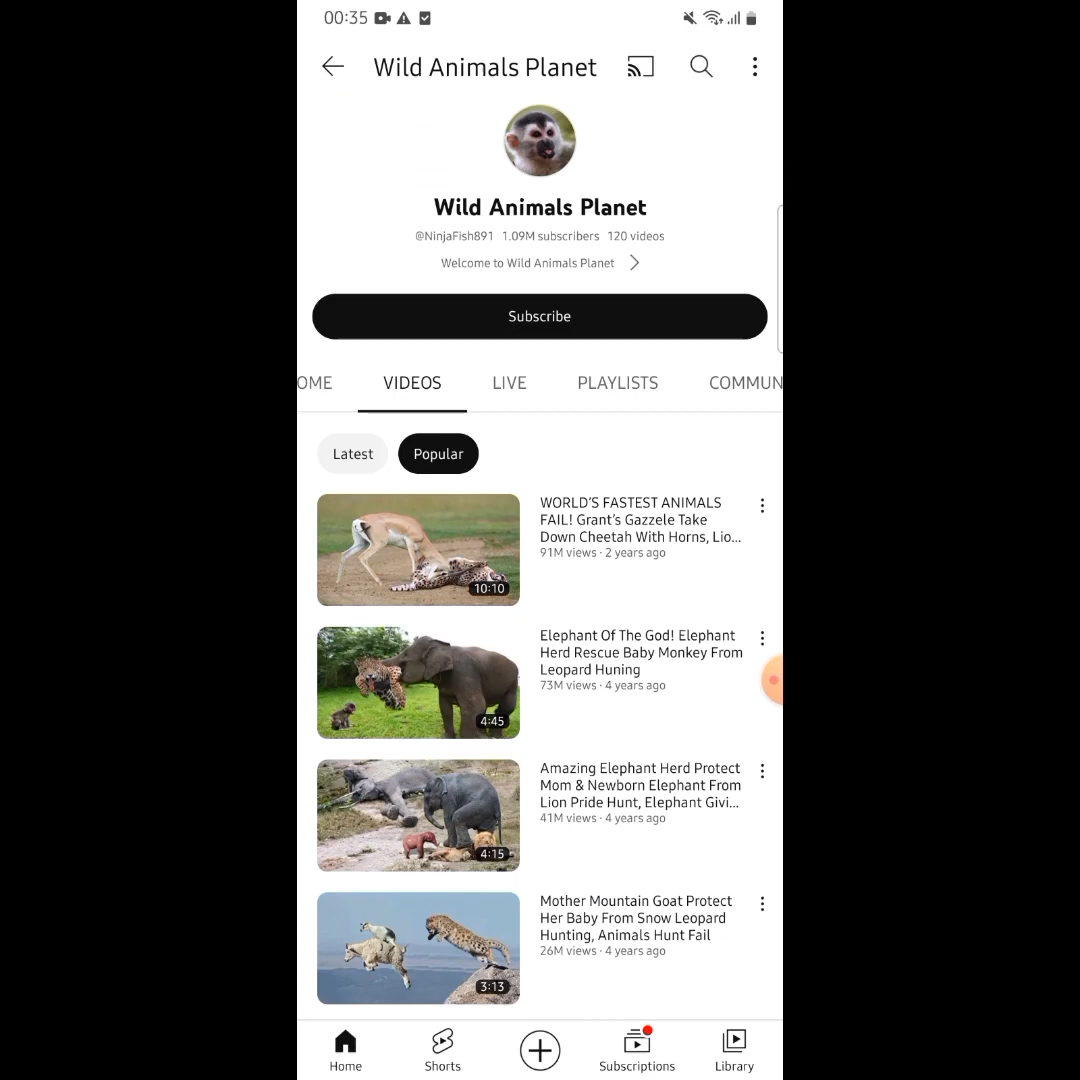 00:35
Wild Animals Planet
Wild Animals Planet
@NinjaFish891 1.09M subscribers 120 videos
Welcome to Wild Animals Planet
Subscribe
OME VIDEOS LIVE PLAYLISTS COMMUN
Latest Popular
WORLD'S FASTEST ANIMALS
FAIL! Grant's Gazzele Take
Down Cheetah With Horns, Lio...
91M views · 2 years ago
10:10
Elephant Of The God! Elephant
Herd Rescue Baby Monkey From
Leopard Huning
73M views · 4 years ago
4:45
Amazing Elephant Herd Protect
Mom & Newborn Elephant From
Lion Pride Hunt, Elephant Givi...
41M views · 4 years ago
4:15
Mother Mountain Goat Protect
Her Baby From Snow Leopard
Hunting, Animals Hunt Fail
26M views · 4 years ago
3:13
Home Shorts Subscriptions Library